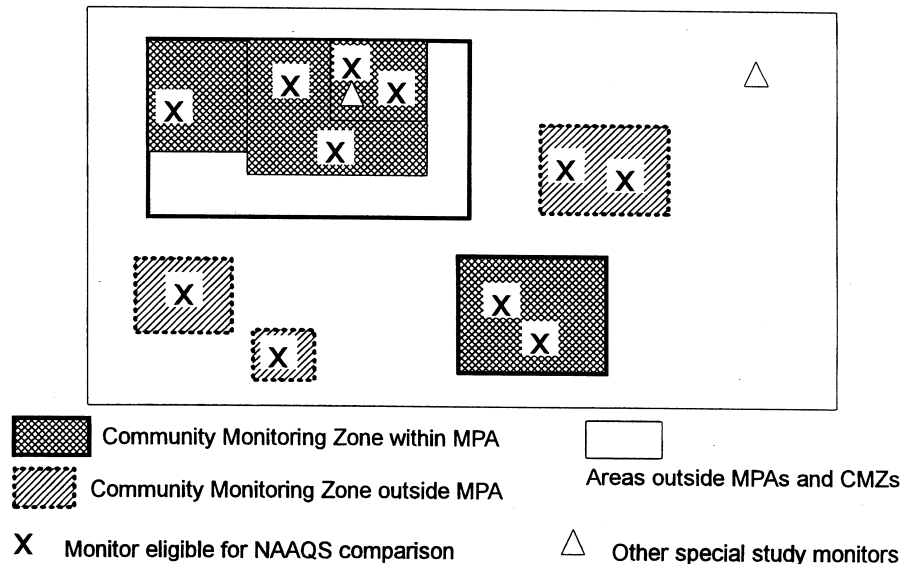 X
X
X
X
X
X
X
X
X
X
X
Community Monitoring Zone within MPA
Community Monitoring Zone outside MPA
Areas outside MPAs and CMZs
X Monitor eligible for NAAQS comparison
Other special study monitors